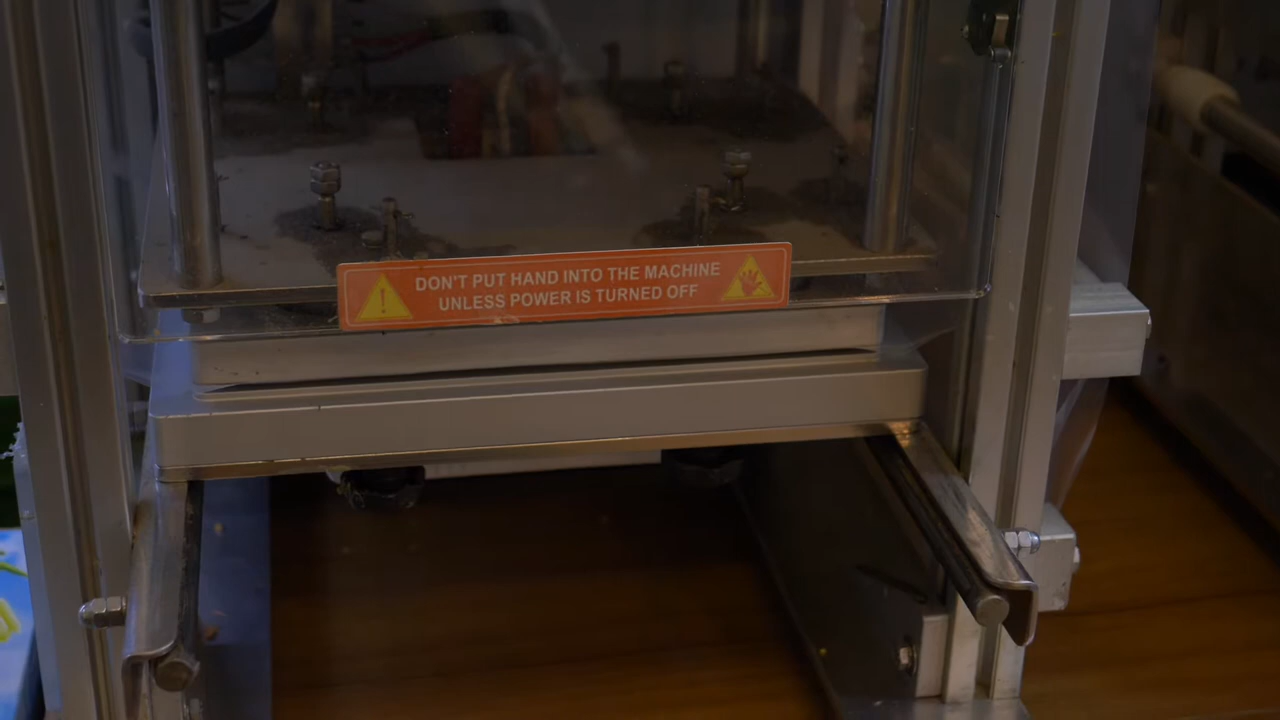 DON'T PUT HAND INTO THE MACHINE
UNLESS POWER IS TURNED OFF